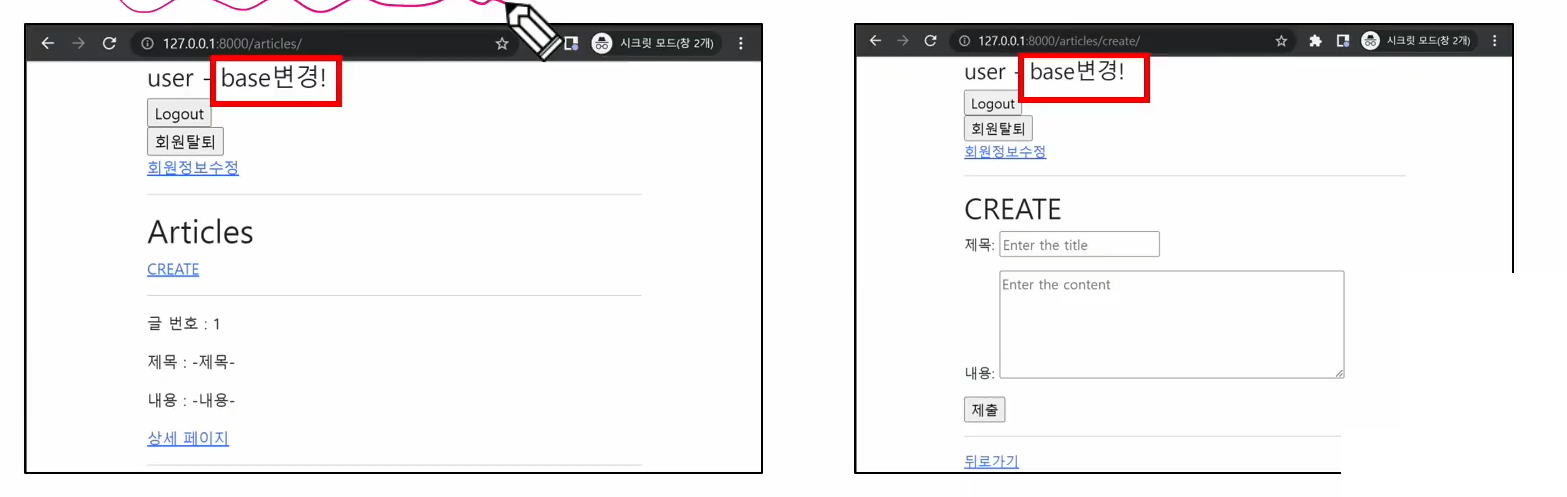 127.0.0.1:8000/articles/
시크릿 모드(창 2개)
user - base변경!
Logout
회원탈퇴
회원정보수정
Articles
CREATE
글 번호 : 1
제목 : -제목-
내용 : -내용-
상세 페이지
127.0.0.1:8000/articles/create/
시크릿 모드(창 2개)
user - base변경!
Logout
회원탈퇴
회원정보수정
CREATE
제목: Enter the title
Enter the content
내용:
제출
뒤로가기